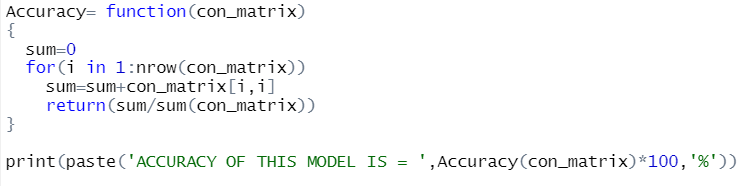 Accuracy= function(con_matrix)
{
  sum=0
  for(i in 1:nrow(con_matrix))
    sum=sum+con_matrix[i,i]
    return(sum/sum(con_matrix))
}
print(paste('ACCURACY OF THIS MODEL IS = ',Accuracy(con_matrix)*100,'%'))